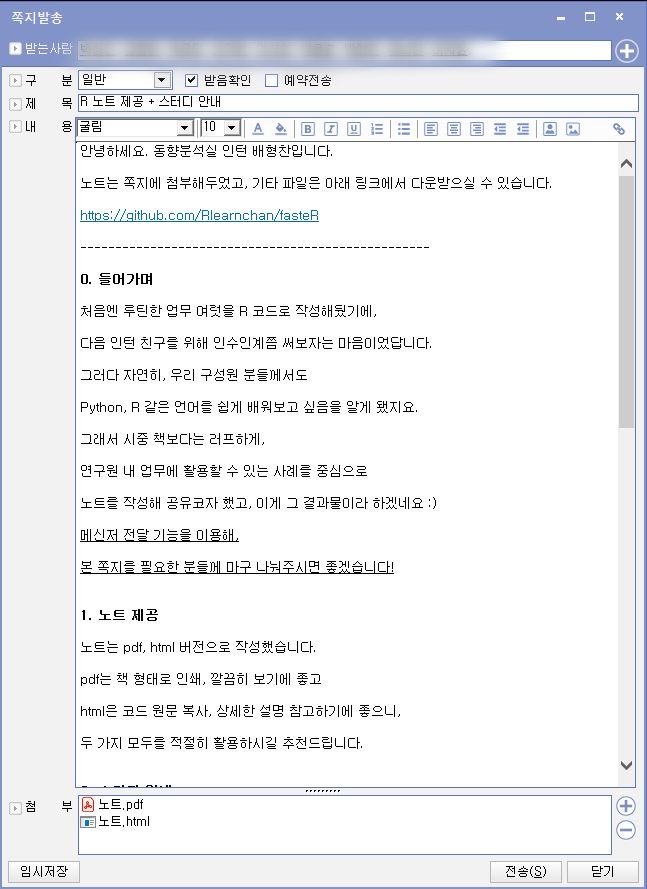 쪽지발송
받는사람
구 분 일반 받음확인 예약전송
제 목 R 노트 제공 + 스터디 안내
내 용 굴림 10
안녕하세요. 동향분석실 인턴 배형찬입니다.
노트는 쪽지에 첨부해두었고, 기타 파일은 아래 링크에서 다운받으실 수 있습니다.
https://github.com/Rlearnchan/fasteR
--------------------------------------------------
0. 들어가며
처음엔 루틴한 업무 여럿을 R 코드로 작성해뒀기에,
다음 인턴 친구를 위해 인수인계쯤 써보자는 마음이었답니다.
그러다 자연히, 우리 구성원 분들께서도
Python, R 같은 언어를 쉽게 배워보고 싶음을 알게 됐지요.
그래서 시중 책보다는 러프하게,
연구원 내 업무에 활용할 수 있는 사례를 중심으로
노트를 작성해 공유코자 했고, 이게 그 결과물이라 하겠네요 :)
메신저 전달 기능을 이용해,
본 쪽지를 필요한 분들께 마구 나눠주시면 좋겠습니다!
1. 노트 제공
노트는 pdf, html 버전으로 작성했습니다.
pdf는 책 형태로 인쇄, 깔끔히 보기에 좋고
html은 코드 원문 복사, 상세한 설명 참고하기에 좋으니,
두 가지 모두를 적절히 활용하시길 추천드립니다.
첨 부 노트.pdf
노트.html
임시저장 전송(S) 닫기